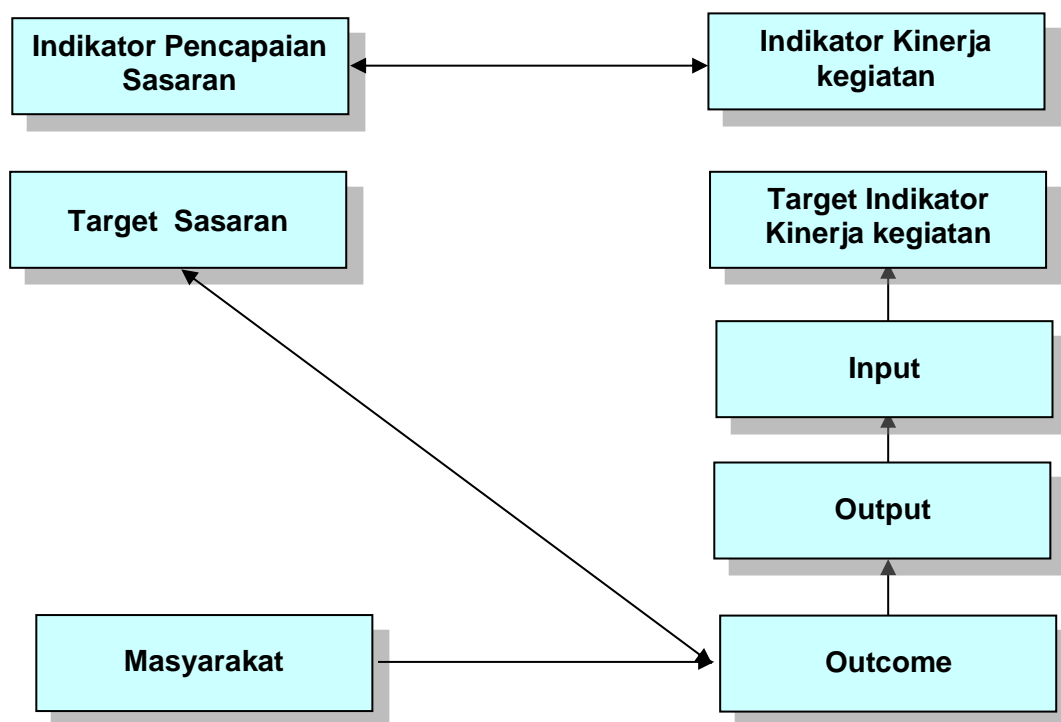 Indikator Pencapaian
Sasaran
Indikator Kinerja
kegiatan
Target Sasaran
Target Indikator
Kinerja kegiatan
Input
Output
Masyarakat
Outcome